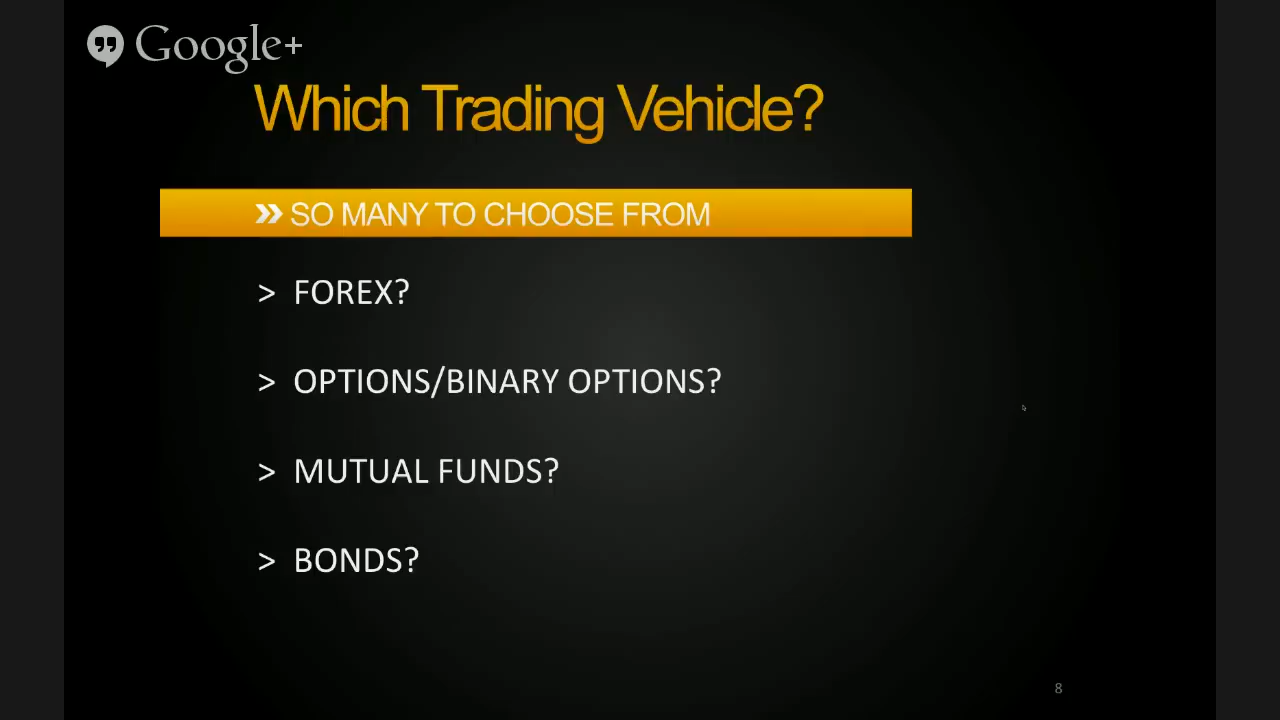 Google+
Which Trading Vehicle?
» SO MANY TO CHOOSE FROM
> FOREX?
> OPTIONS/BINARY OPTIONS?
> MUTUAL FUNDS?
> BONDS?
8